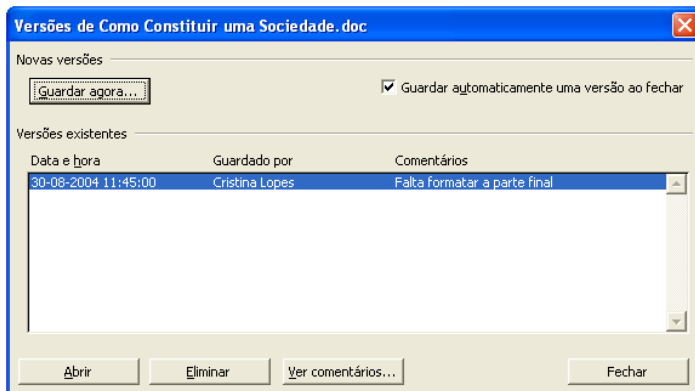 Versões de Como Constituir uma Sociedade.doc
Novas versões
Guardar agora... Guardar automaticamente uma versão ao fechar
Versões existentes
Data e hora Guardado por Comentários
30-08-2004 11:45:00 Cristina Lopes Falta formatar a parte final
Abrir Eliminar Ver comentários... Fechar